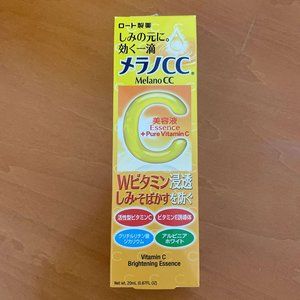 ロート製薬
しみの元に。
効く一滴
メラノCC®
Melano CC
C
美容液
Essence
+Pure Vitamin C
Wビタミン浸透
しみ・そばかすを防ぐ
活性型ビタミンC
ビタミンE誘導体
グリチルリチン酸
ジカリウム
アルピニア
ホワイト
Vitamin C
Brightening Essence
Net wt. 20mL (0.67FL OZ)